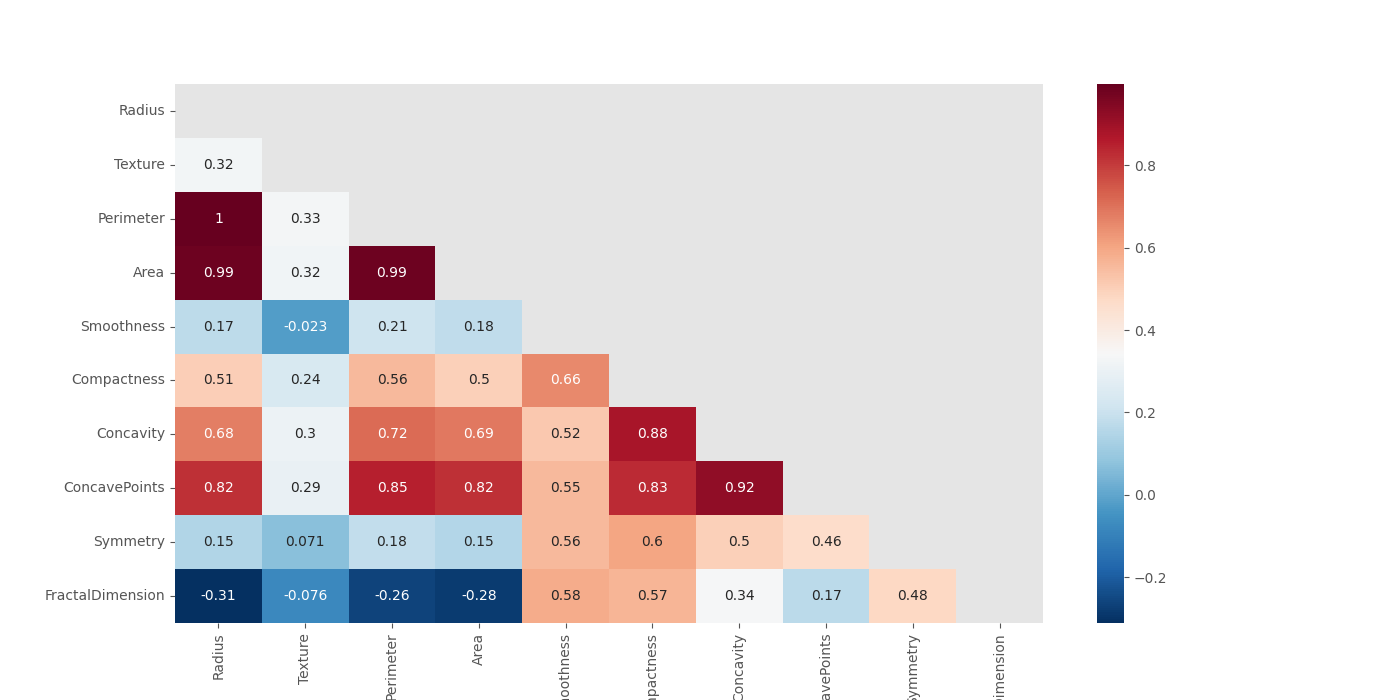 Radius
Texture 0.32
Perimeter 1 0.33
Area 0.99 0.32 0.99
Smoothness 0.17 -0.023 0.21 0.18
Compactness 0.51 0.24 0.56 0.5 0.66
Concavity 0.68 0.3 0.72 0.69 0.52 0.88
ConcavePoints 0.82 0.29 0.85 0.82 0.55 0.83 0.92
Symmetry 0.15 0.071 0.18 0.15 0.56 0.6 0.5 0.46
FractalDimension -0.31 -0.076 -0.26 -0.28 0.58 0.57 0.34 0.17 0.48
Radius
Texture
Perimeter
Area
oothness
pactness
Concavity
avePoints
ymmetry
imension
0.8
0.6
0.4
0.2
0.0
−0.2